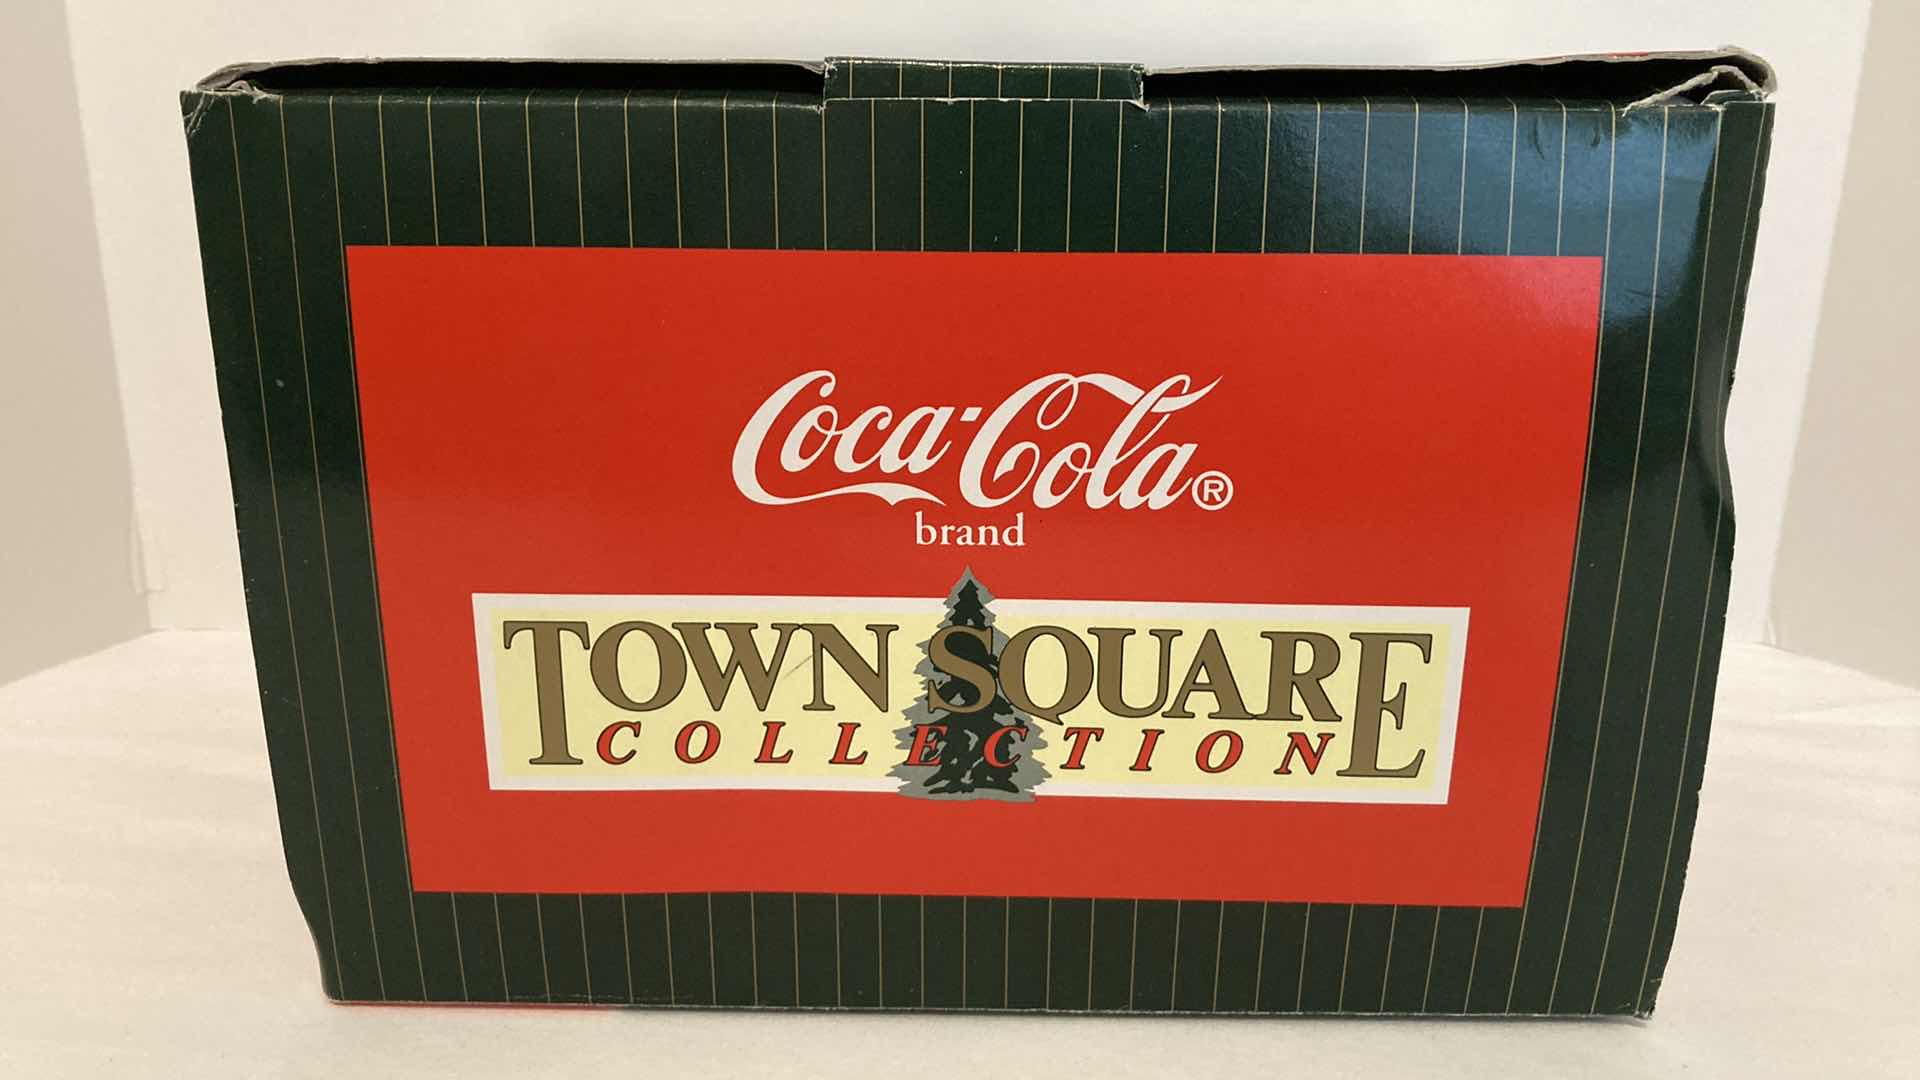 Coca-Cola®
brand
TOWN SQUARE
COLLECTION